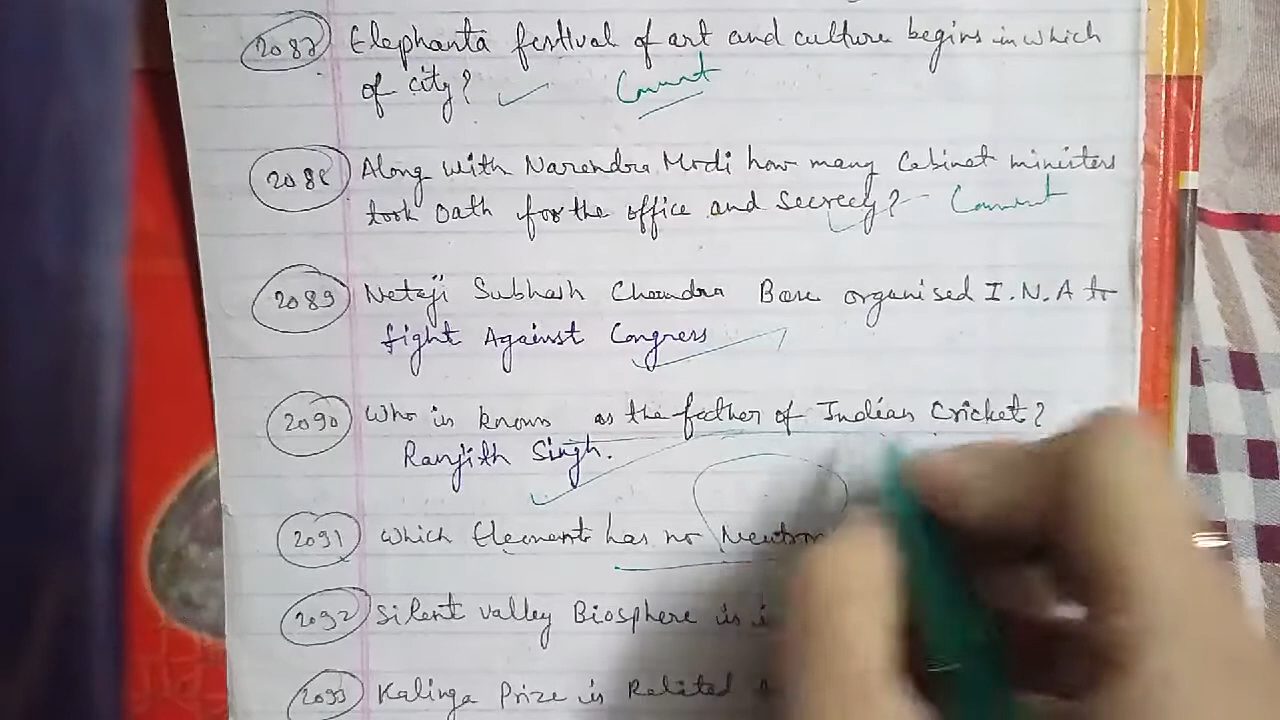 2087 Elephanta festival of art and culture begins in which
of city? Comment
2088 Along with Narendra Modi how many Cabinet ministers
took oath for the office and Secrecy? - Comment
2089 Netaji Subhash Chandra Bose organised I.N.A to
fight Against Congress
2090 Who is known as the father of Indian Cricket?
Ranjith Singh.
2091 Which Element has no Neutron
2092 Silent valley Biosphere is
2093 Kalinga Prize is Related